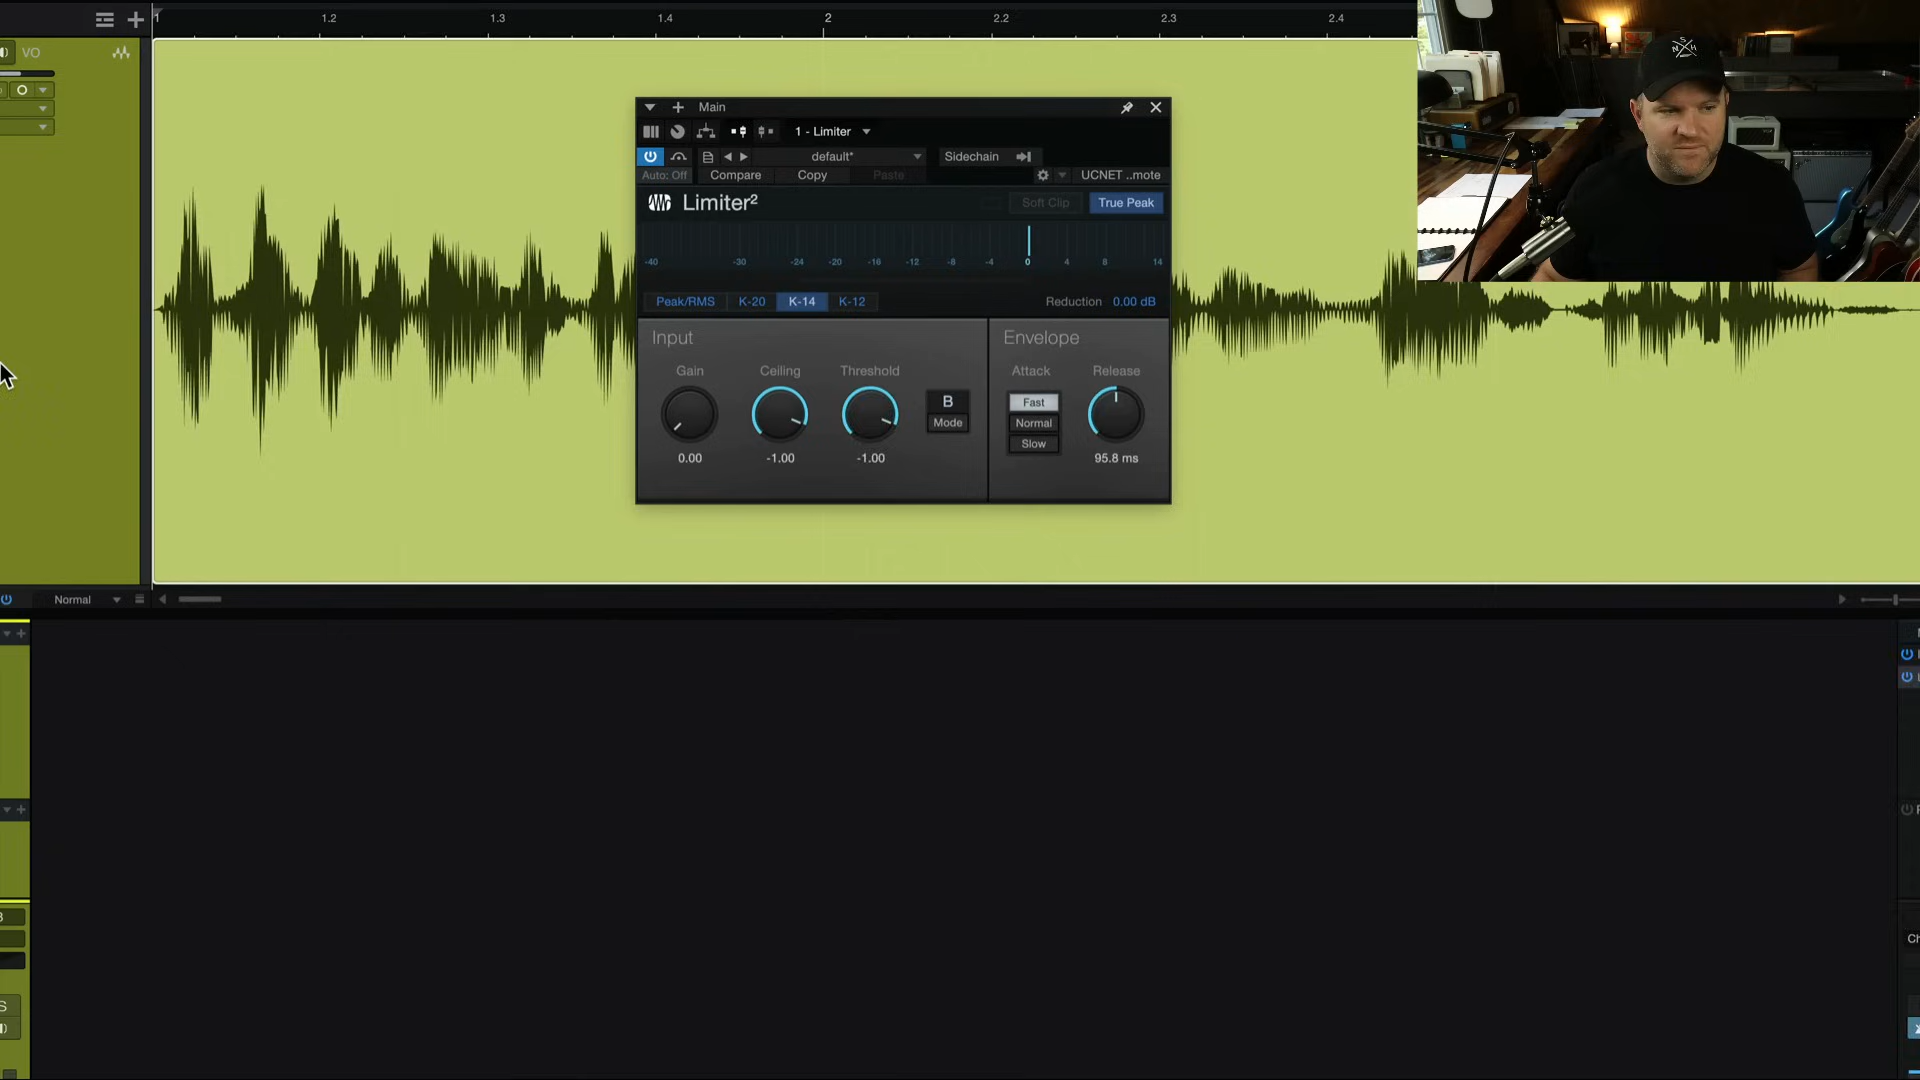 1 1.2 1.3 1.4 2 2.2 2.3 2.4
VO
Main
1 - Limiter
default* Sidechain
Auto: Off Compare Copy Paste UCNET ..mote
Limiter² Soft Clip True Peak
-40 -30 -24 -20 -16 -12 -8 -4 0 4 8 14
Peak/RMS K-20 K-14 K-12 Reduction 0.00 dB
Input Envelope
Gain Ceiling Threshold Attack Release
B
Mode
Fast
Normal
Slow
0.00 -1.00 -1.00 95.8 ms
Normal
S
Ch